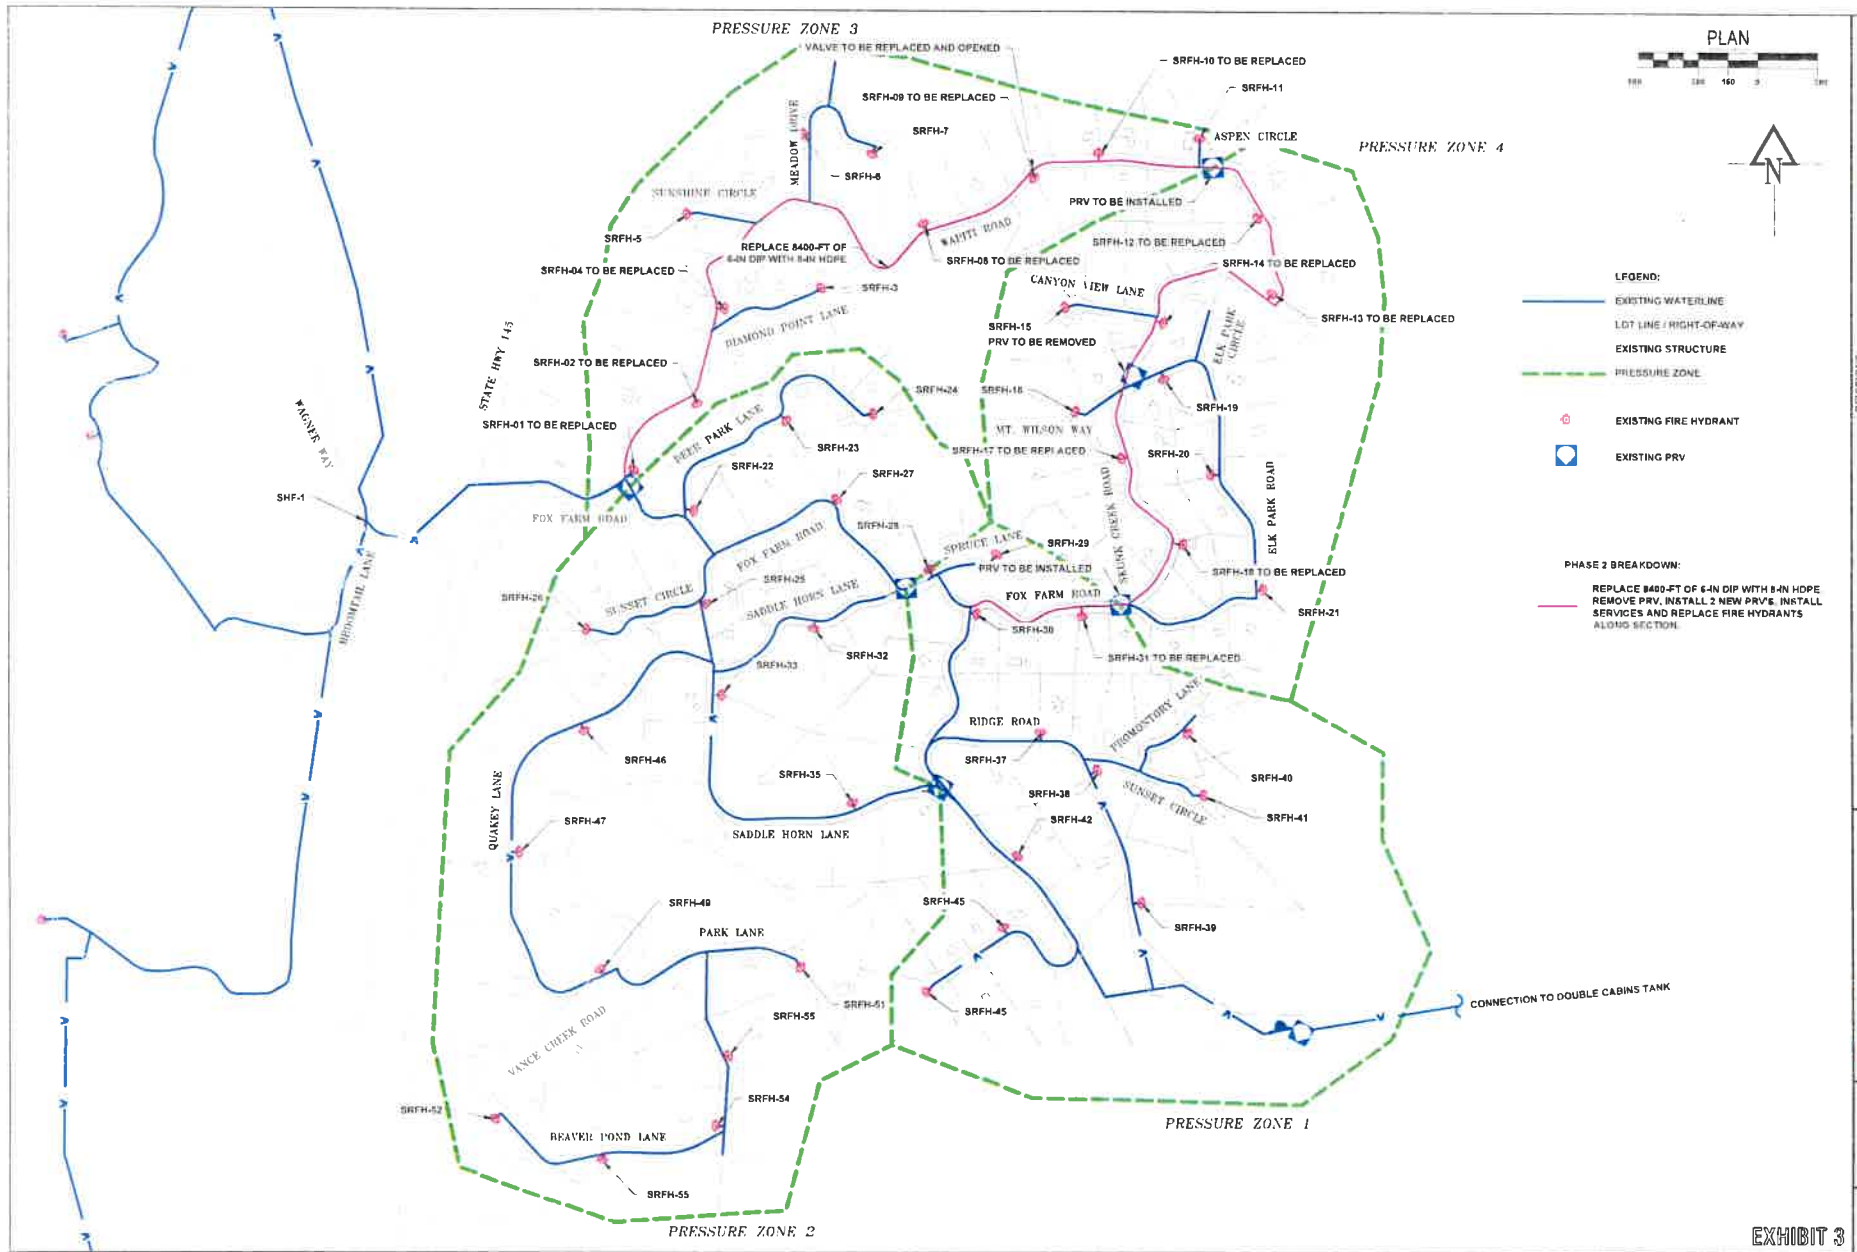 PRESSURE ZONE 3
VALVE TO BE REPLACED AND OPENED
SRFH-10 TO BE REPLACED
SRFH-11
SRFH-09 TO BE REPLACED
SRFH-7
ASPEN CIRCLE
PRESSURE ZONE 4
PLAN
150
N
MEADOW DRIVE
SRFH-6
SUNSHINE CIRCLE
SRFH-5
PRV TO BE INSTALLED
WAPITI ROAD
REPLACE 8400-FT OF
6-IN DIP WITH 8-IN HDPE
SRFH-12 TO BE REPLACED
SRFH-08 TO BE REPLACED
SRFH-04 TO BE REPLACED
SRFH-14 TO BE REPLACED
CANYON VIEW LANE
SRFH-3
DIAMOND POINT LANE
SRFH-15
PRV TO BE REMOVED
SRFH-13 TO BE REPLACED
ELK PARK
CIRCLE
STATE HWY 145
SRFH-02 TO BE REPLACED
SRFH-24
SRFH-16
SRFH-19
DEER PARK LANE
SRFH-01 TO BE REPLACED
SRFH-23
MT. WILSON WAY
SRFH-17 TO BE REPLACED
SRFH-20
SRFH-22
SRFH-27
WAGNER WAY
SHF-1
FOX FARM ROAD
FOX FARM ROAD
SRFH-28
SPRUCE LANE
SRFH-29
SKUNK CREEK ROAD
ELK PARK ROAD
PRV TO BE INSTALLED
SRFH-18 TO BE REPLACED
BROOMTAIL LANE
SRFH-25
SRFH-26
SUNSET CIRCLE
SADDLE HORN LANE
FOX FARM ROAD
SRFH-21
SRFH-30
SRFH-31 TO BE REPLACED
SRFH-32
SRFH-33
RIDGE ROAD
PROMONTORY LANE
SRFH-37
SRFH-40
SRFH-46
SRFH-35
SRFH-38
SUNSET CIRCLE
SRFH-41
QUAKEY LANE
SRFH-47
SADDLE HORN LANE
SRFH-42
SRFH-49
SRFH-45
SRFH-39
PARK LANE
SRFH-51
SRFH-45
CONNECTION TO DOUBLE CABINS TANK
SRFH-55
VANCE CREEK ROAD
SRFH-52
SRFH-54
BEAVER POND LANE
PRESSURE ZONE 1
SRFH-55
PRESSURE ZONE 2
LEGEND:
EXISTING WATERLINE
LOT LINE / RIGHT-OF-WAY
EXISTING STRUCTURE
PRESSURE ZONE
EXISTING FIRE HYDRANT
EXISTING PRV
PHASE 2 BREAKDOWN:
REPLACE 8400-FT OF 6-IN DIP WITH 8-IN HDPE
REMOVE PRV, INSTALL 2 NEW PRV'S, INSTALL
SERVICES AND REPLACE FIRE HYDRANTS
ALONG SECTION.
EXHIBIT 3